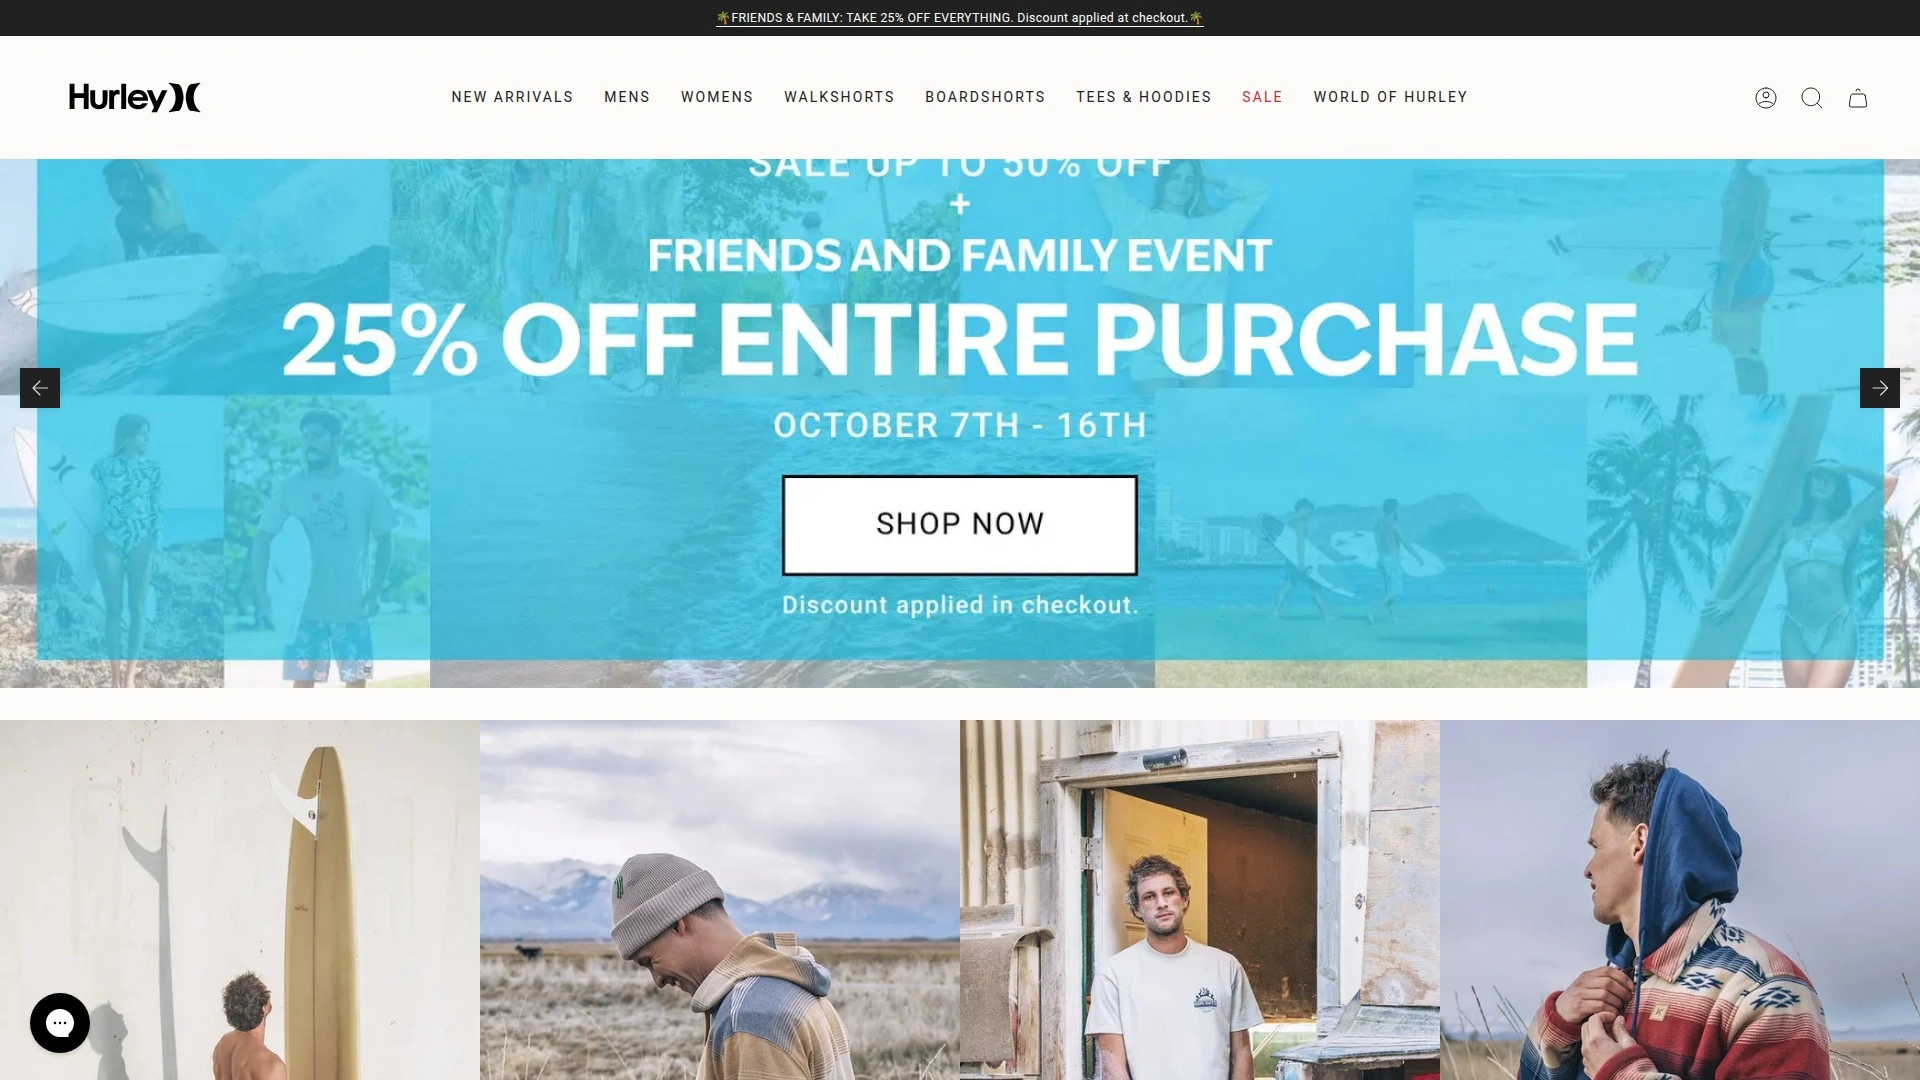 🌴FRIENDS & FAMILY: TAKE 25% OFF EVERYTHING. Discount applied at checkout.🌴
Hurley
NEW ARRIVALS MENS WOMENS WALKSHORTS BOARDSHORTS TEES & HOODIES SALE WORLD OF HURLEY
SALE UP TO 50% OFF
+
FRIENDS AND FAMILY EVENT
25% OFF ENTIRE PURCHASE
OCTOBER 7TH - 16TH
SHOP NOW
Discount applied in checkout.